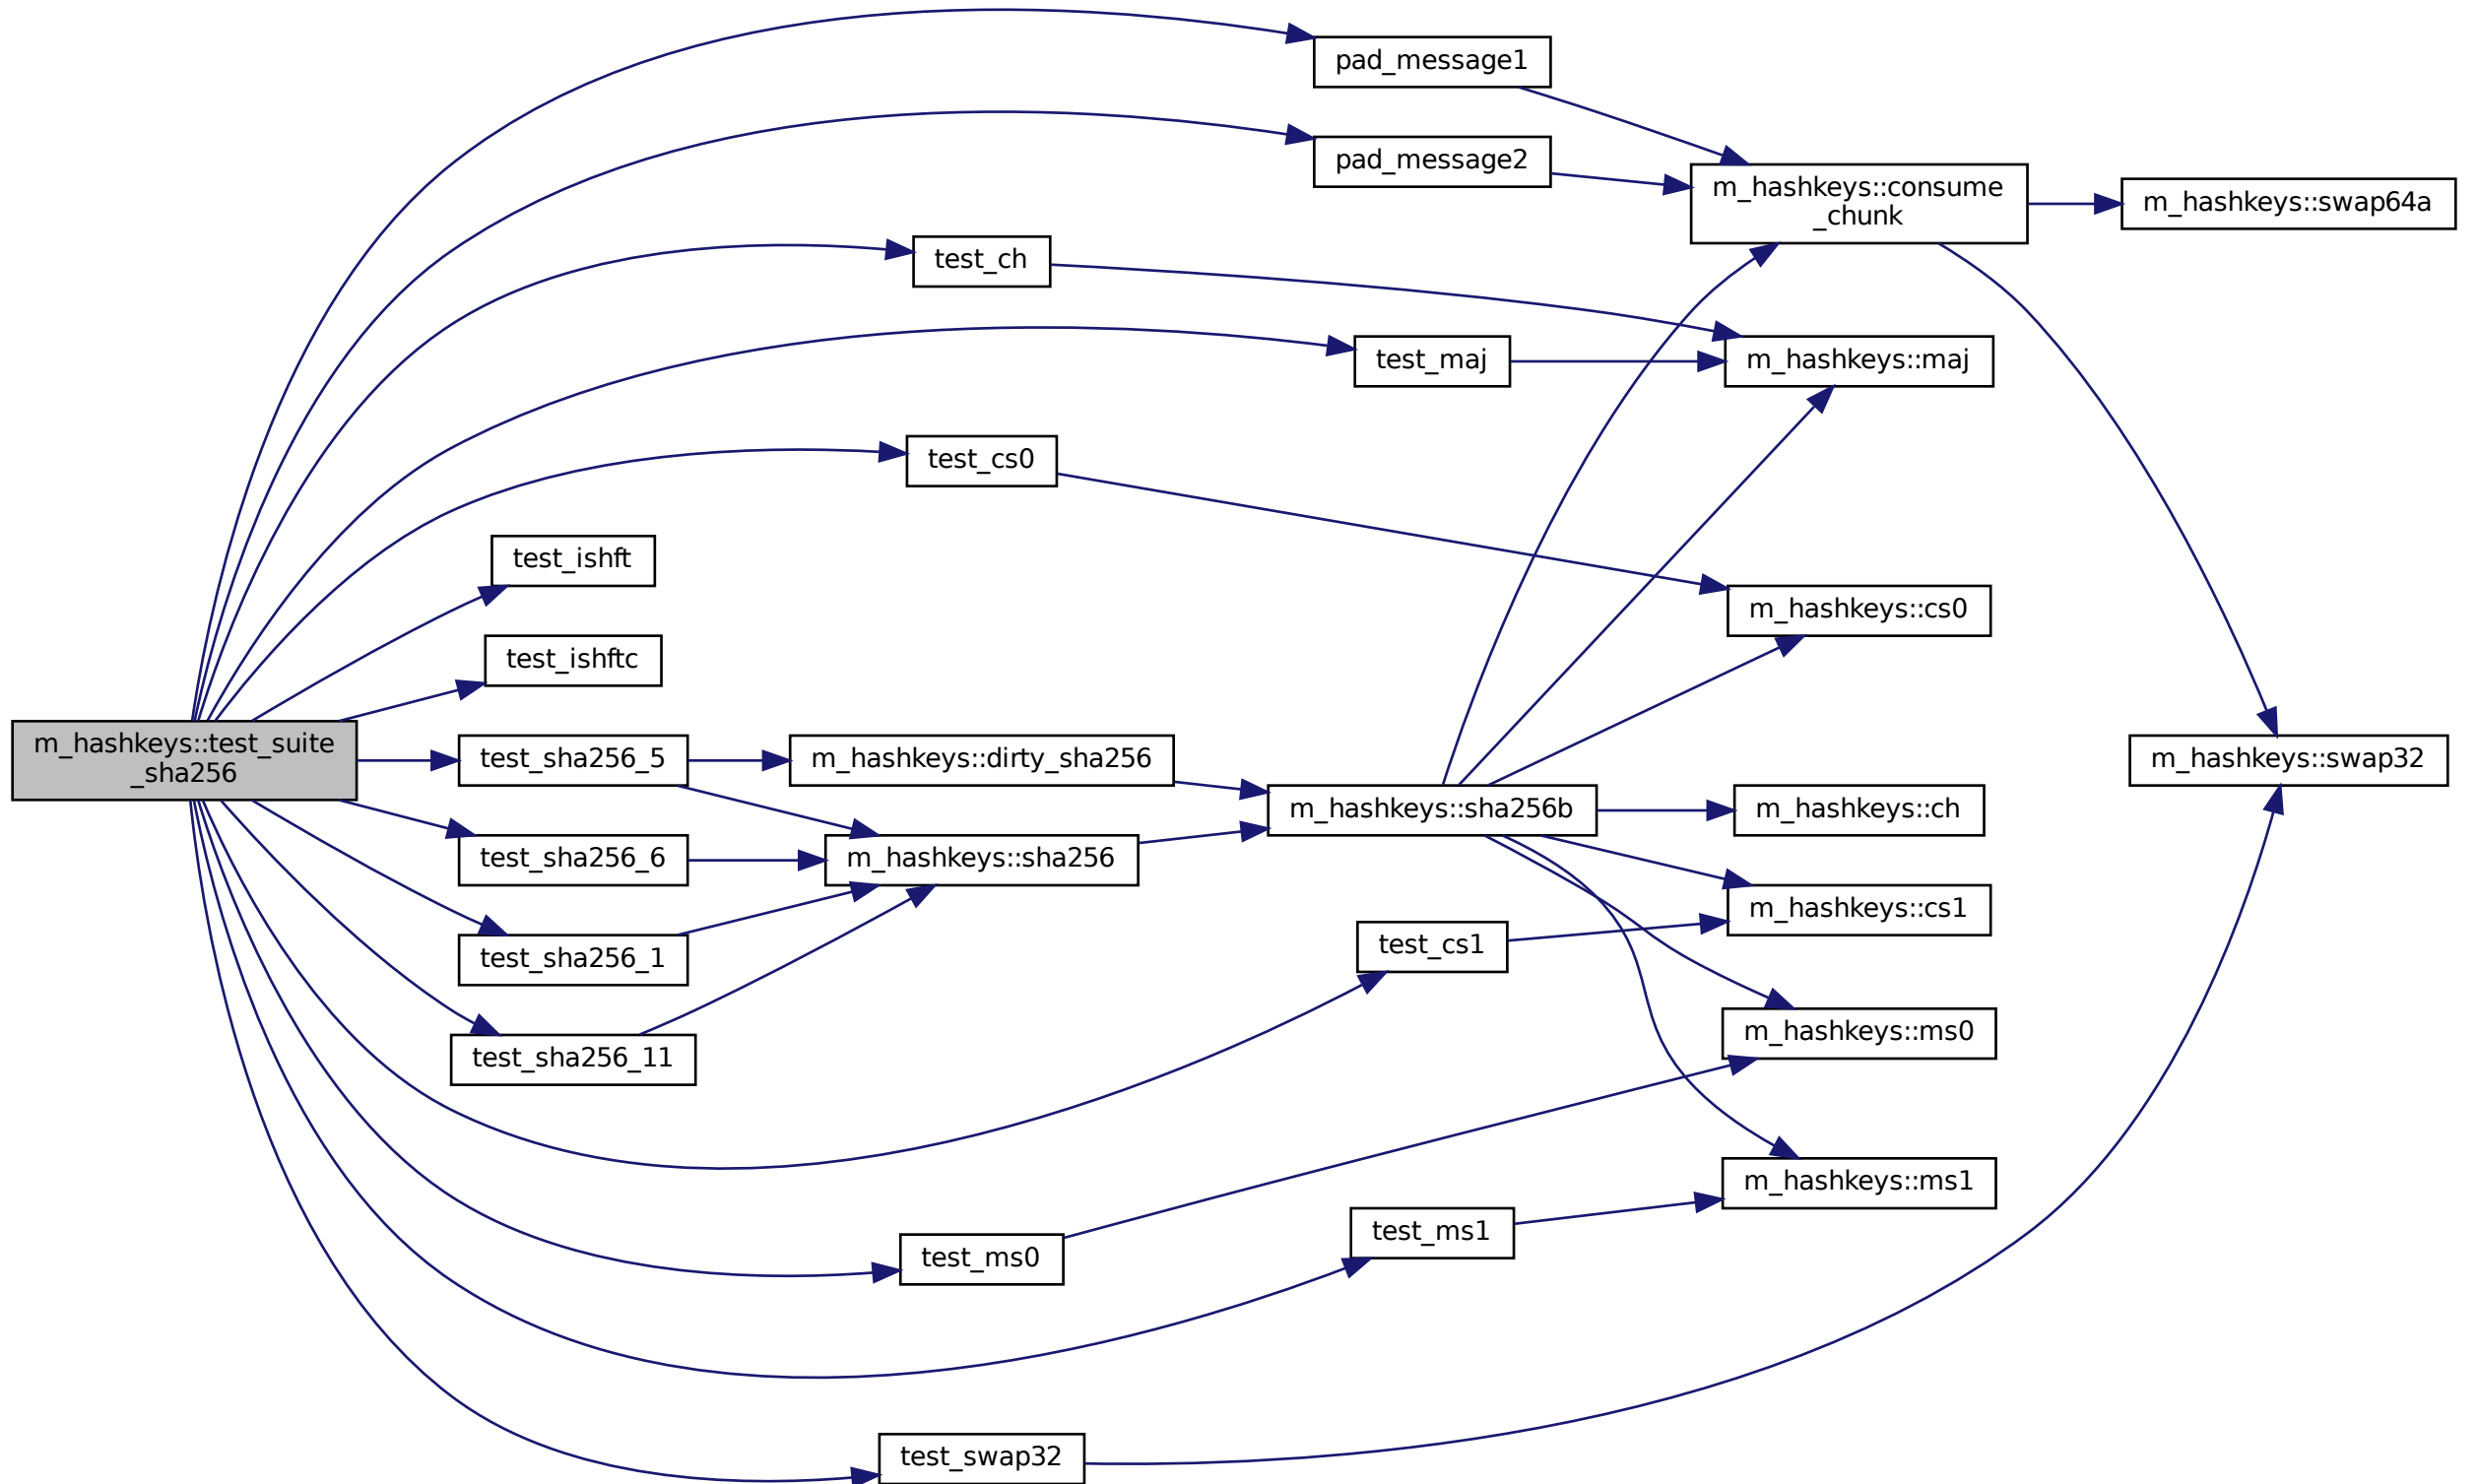 pad_message1
pad_message2
m_hashkeys::consume
_chunk
m_hashkeys::swap64a
test_ch
test_maj
m_hashkeys::maj
test_cs0
test_ishft
m_hashkeys::cs0
test_ishftc
m_hashkeys::test_suite
_sha256
test_sha256_5
m_hashkeys::dirty_sha256
m_hashkeys::swap32
m_hashkeys::sha256b
m_hashkeys::ch
test_sha256_6
m_hashkeys::sha256
m_hashkeys::cs1
test_sha256_1
test_cs1
m_hashkeys::ms0
test_sha256_11
m_hashkeys::ms1
test_ms1
test_ms0
test_swap32